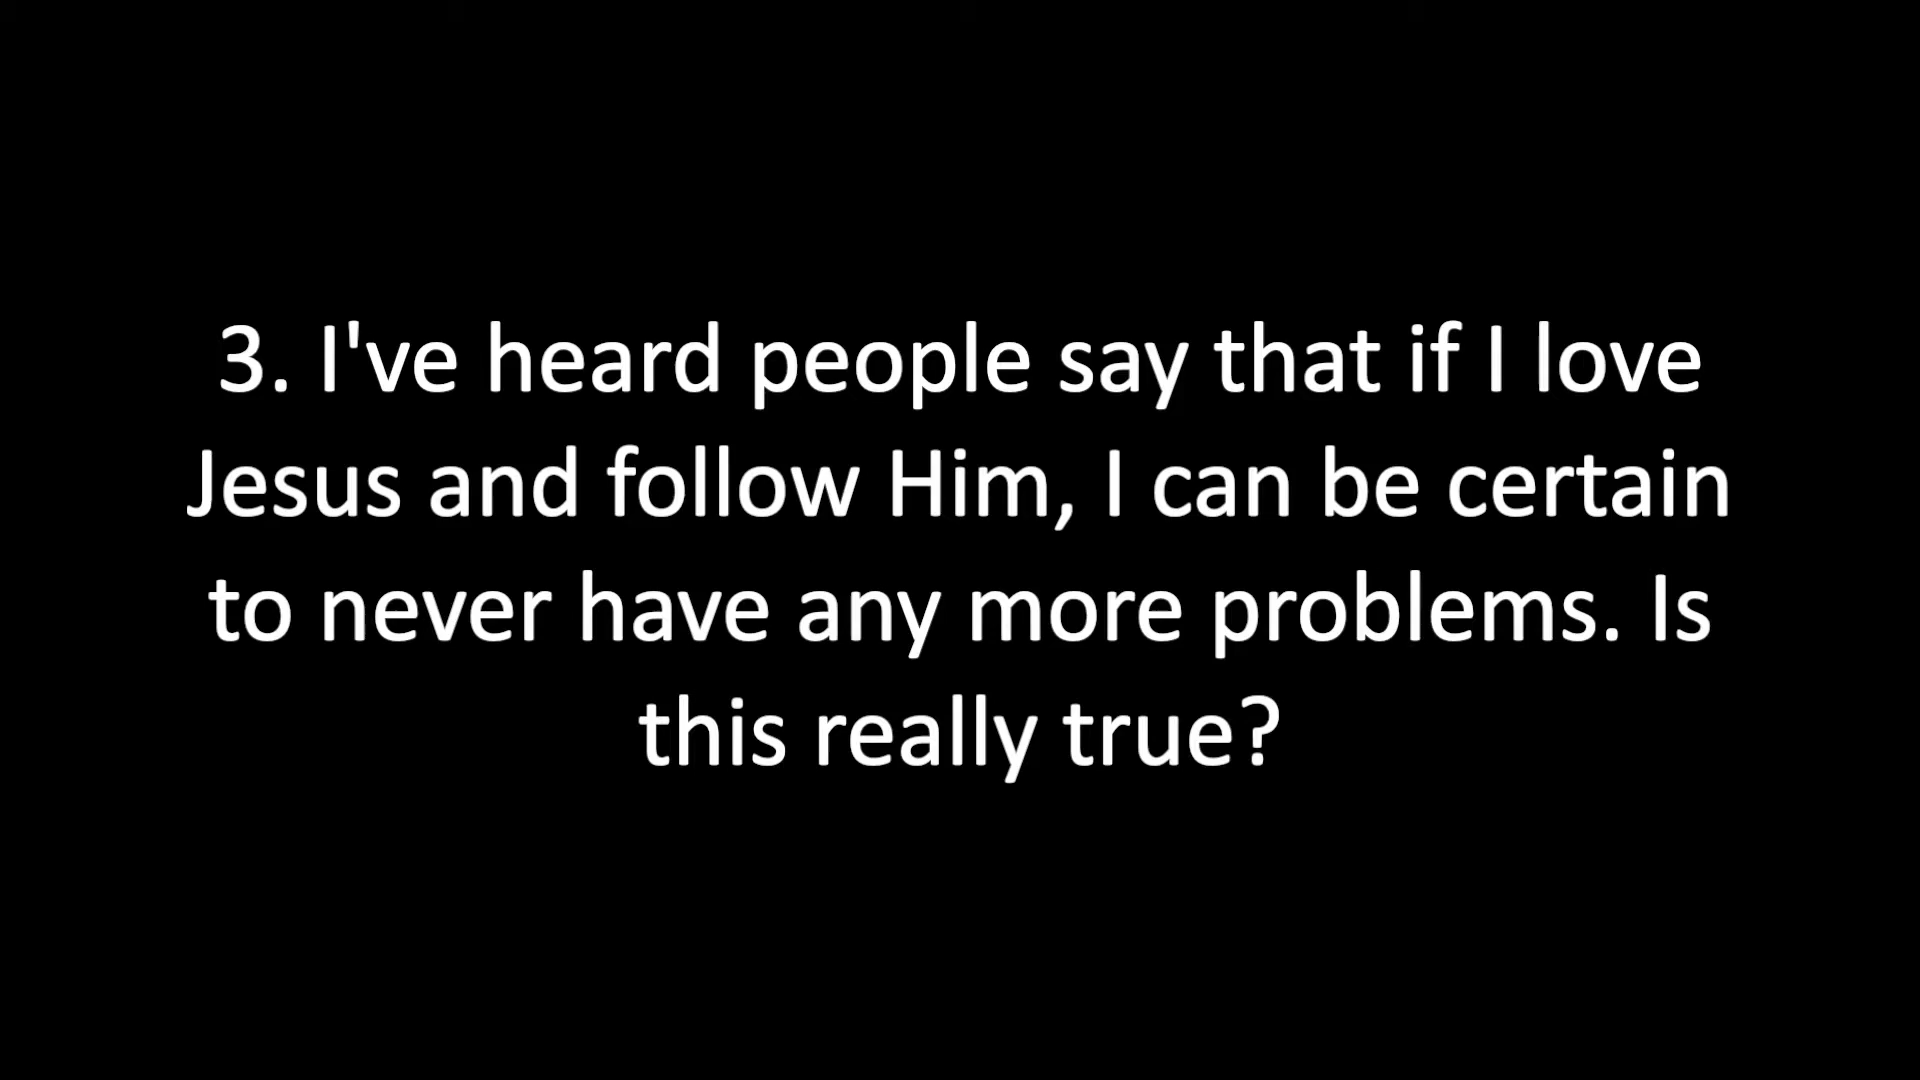 3. I've heard people say that if I love
Jesus and follow Him, I can be certain
to never have any more problems. Is
this really true?